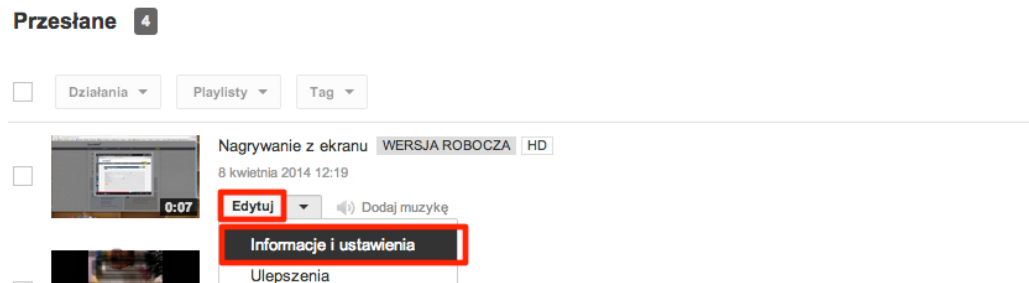 Przesłane 4
Działania Playlisty Tag
Nagrywanie z ekranu WERSJA ROBOCZA HD
8 kwietnia 2014 12:19
0:07 Edytuj Dodaj muzykę
Informacje i ustawienia
Ulepszenia